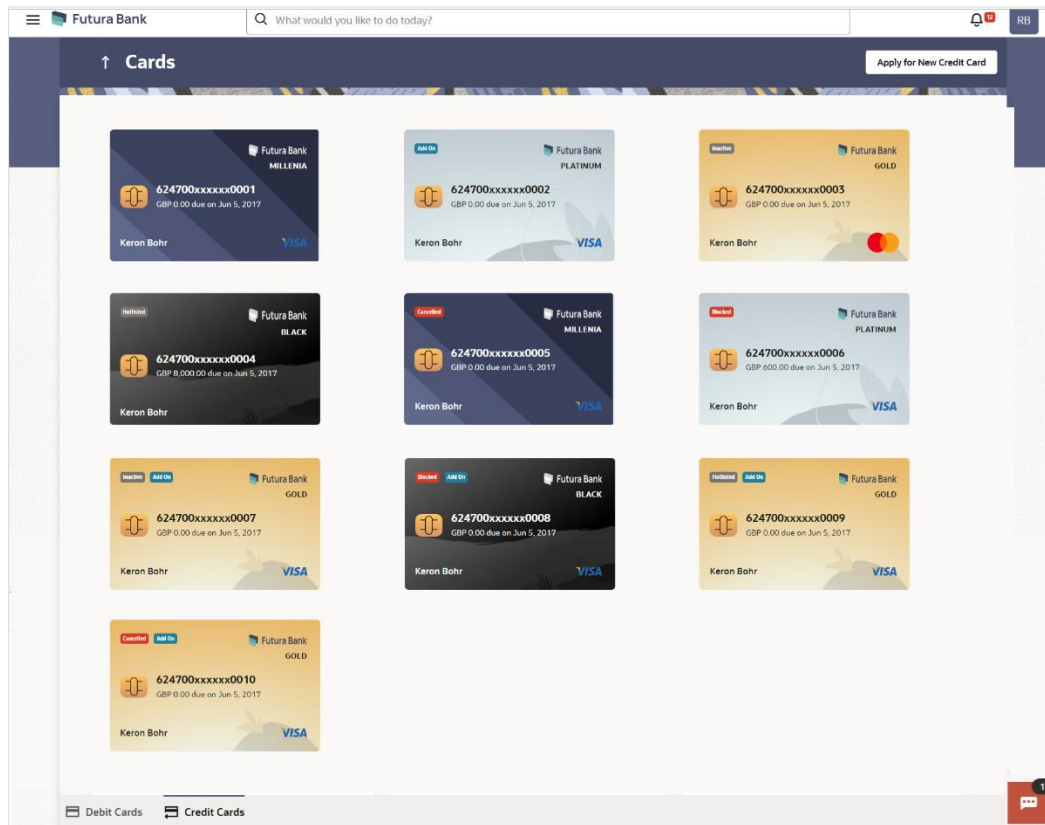 Futura Bank
What would you like to do today?
12
RB
↑ Cards
Apply for New Credit Card
Futura Bank
MILLENIA
624700xxxxxx0001
GBP 0.00 due on Jun 5, 2017
Keron Bohr
VISA
Add On
Futura Bank
PLATINUM
624700xxxxxx0002
GBP 0.00 due on Jun 5, 2017
Keron Bohr
VISA
Inactive
Futura Bank
GOLD
624700xxxxxx0003
GBP 0.00 due on Jun 5, 2017
Keron Bohr
Hotlisted
Futura Bank
BLACK
624700xxxxxx0004
GBP 8,000.00 due on Jun 5, 2017
Keron Bohr
Cancelled
Futura Bank
MILLENIA
624700xxxxxx0005
GBP 0.00 due on Jun 5, 2017
Keron Bohr
VISA
Blocked
Futura Bank
PLATINUM
624700xxxxxx0006
GBP 600.00 due on Jun 5, 2017
Keron Bohr
VISA
Inactive Add On
Futura Bank
GOLD
624700xxxxxx0007
GBP 0.00 due on Jun 5, 2017
Keron Bohr
VISA
Blocked Add On
Futura Bank
BLACK
624700xxxxxx0008
GBP 0.00 due on Jun 5, 2017
Keron Bohr
VISA
Hotlisted Add On
Futura Bank
GOLD
624700xxxxxx0009
GBP 0.00 due on Jun 5, 2017
Keron Bohr
VISA
Cancelled Add On
Futura Bank
GOLD
624700xxxxxx0010
GBP 0.00 due on Jun 5, 2017
Keron Bohr
VISA
1
Debit Cards Credit Cards